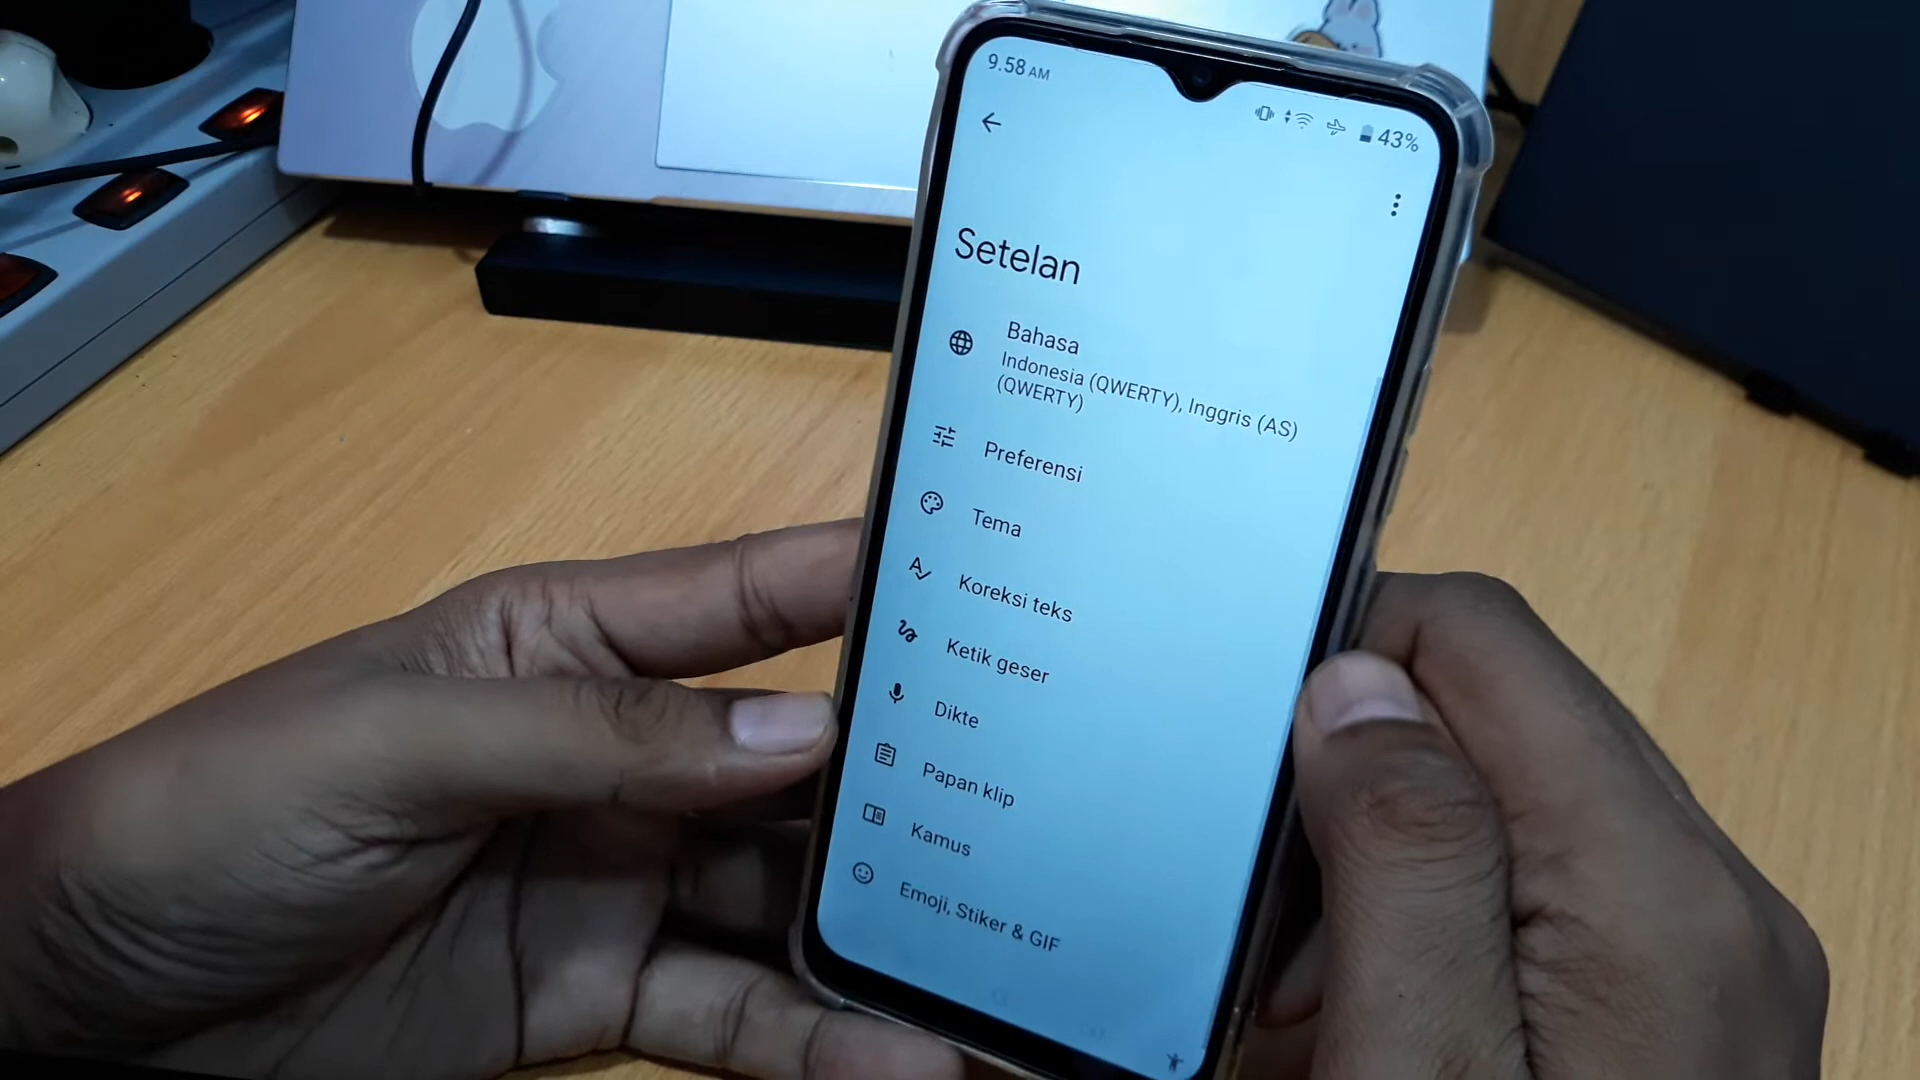 9.58 AM
43%
Setelan
Bahasa
Indonesia (QWERTY), Inggris (AS)
(QWERTY)
Preferensi
Tema
Koreksi teks
Ketik geser
Dikte
Papan klip
Kamus
Emoji, Stiker & GIF